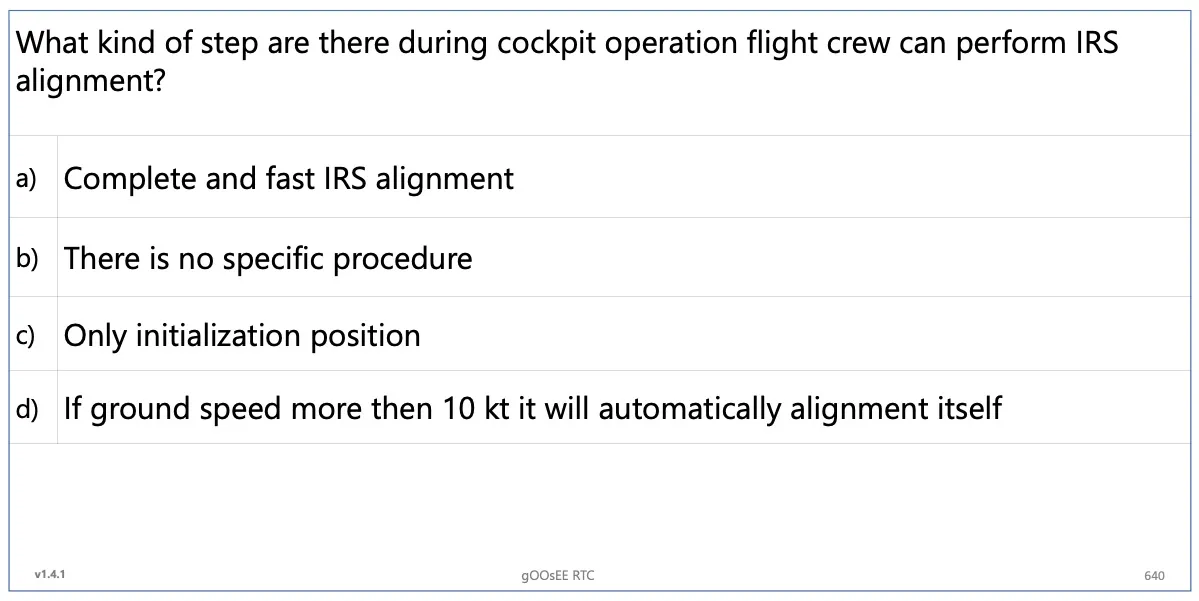 What kind of step are there during cockpit operation flight crew can perform IRS
alignment?
a) Complete and fast IRS alignment
b) There is no specific procedure
c) Only initialization position
d) If ground speed more then 10 kt it will automatically alignment itself
v1.4.1 gOOsEE RTC 640